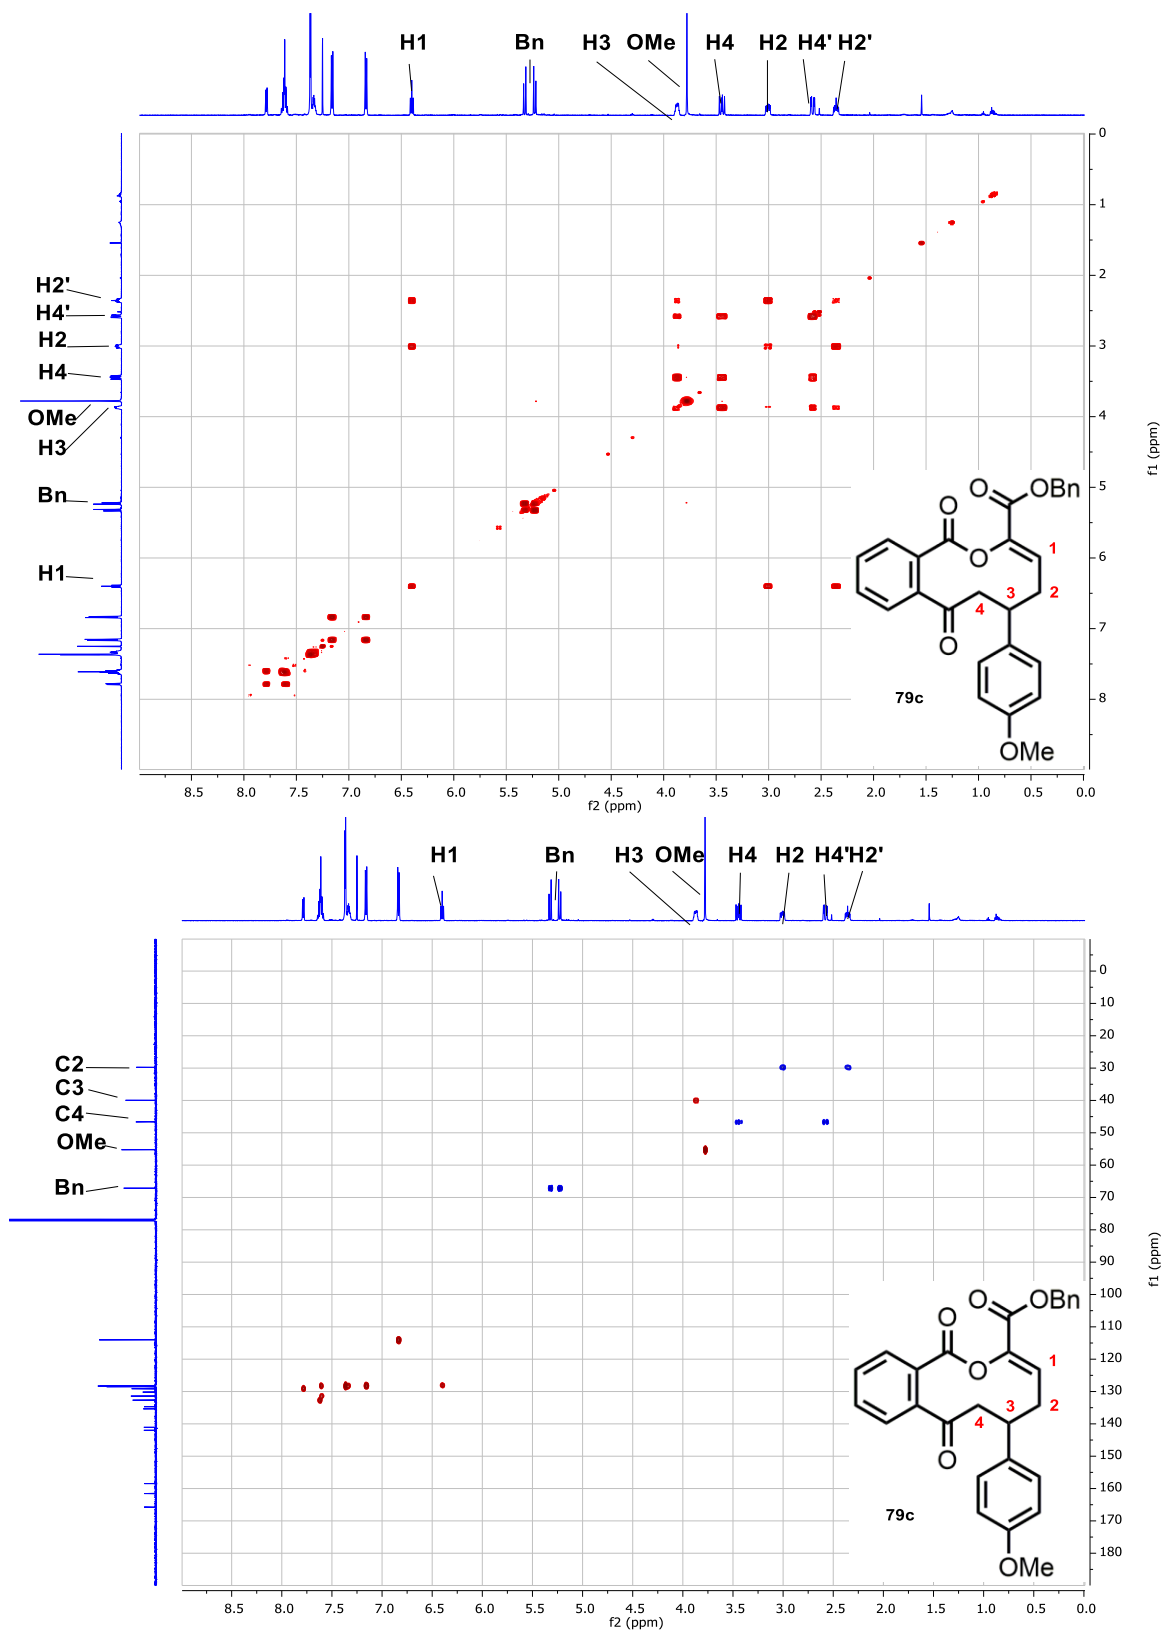 H1 Bn H3 OMe H4 H2 H4' H2'
0
1
2
3
4
5
6
7
8
f1 (ppm)
H2'
H4'
H2
H4
OMe
H3
Bn
H1
O OBn
O
O
1
2
3
4
O
79c
OMe
8.5 8.0 7.5 7.0 6.5 6.0 5.5 5.0 4.5 4.0 3.5 3.0 2.5 2.0 1.5 1.0 0.5 0.0
f2 (ppm)
H1 Bn H3 OMe H4 H2 H4' H2'
0
10
20
30
40
50
60
70
80
90
100
110
120
130
140
150
160
170
180
f1 (ppm)
C2
C3
C4
OMe
Bn
O OBn
O
O
1
2
3
4
O
79c
OMe
8.5 8.0 7.5 7.0 6.5 6.0 5.5 5.0 4.5 4.0 3.5 3.0 2.5 2.0 1.5 1.0 0.5 0.0
f2 (ppm)